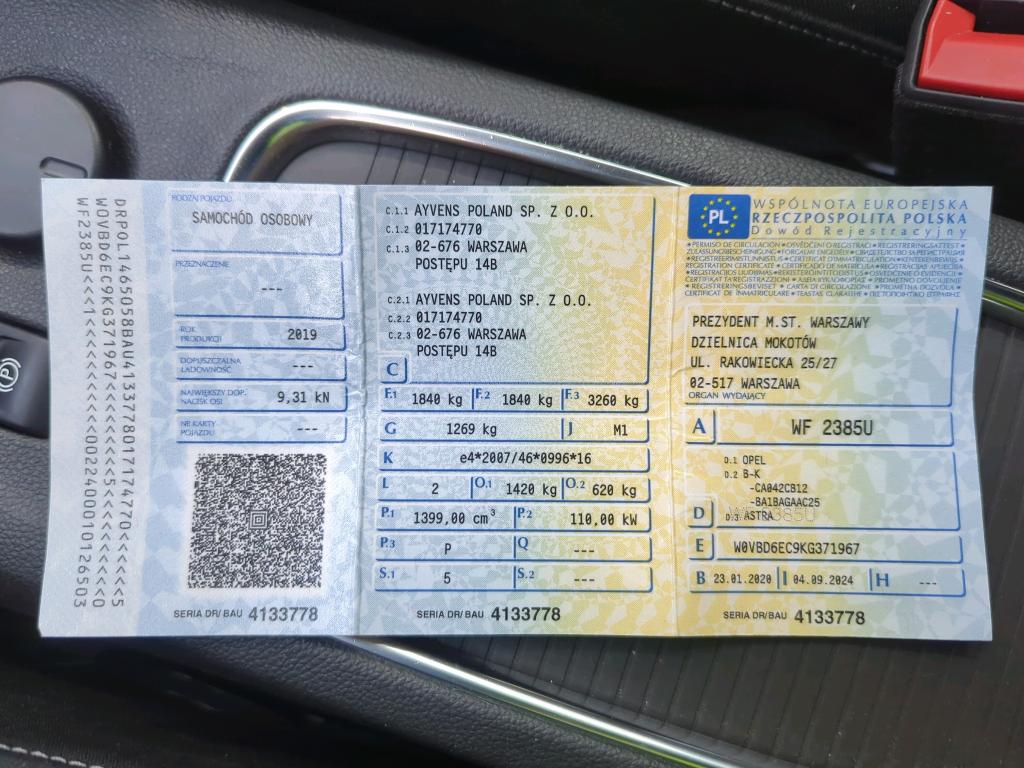 DRPOL1465058BAU4133778017174770<<<<<5
W0VBD6EC9KG371967<<<<<<<<<<<<<<<<<<<0
WF2385U<<<1<<<<<<<<<<0022400010126503
RODZAJ POJAZDU
SAMOCHÓD OSOBOWY
PRZEZNACZENIE
---
ROK PRODUKCJI 2019
DOPUSZCZALNA ŁADOWNOŚĆ ---
NAJWIĘKSZY DOP. NACISK OSI 9,31 kN
NR KARTY POJAZDU ---
SERIA DR/BAU 4133778
C.1.1 AYVENS POLAND SP. Z O.O.
C.1.2 017174770
C.1.3 02-676 WARSZAWA
POSTĘPU 14B
C.2.1 AYVENS POLAND SP. Z O.O.
C.2.2 017174770
C.2.3 02-676 WARSZAWA
POSTĘPU 14B
C
F.1 1840 kg F.2 1840 kg F.3 3260 kg
G 1269 kg J M1
K e4*2007/46*0996*16
L 2 O.1 1420 kg O.2 620 kg
P.1 1399,00 cm³ P.2 110,00 kW
P.3 P Q ---
S.1 5 S.2 ---
SERIA DR/BAU 4133778
PL
WSPÓLNOTA EUROPEJSKA
RZECZPOSPOLITA POLSKA
Dowód Rejestracyjny
PREZYDENT M.ST. WARSZAWY
DZIELNICA MOKOTÓW
UL. RAKOWIECKA 25/27
02-517 WARSZAWA
ORGAN WYDAJĄCY
A WF 2385U
D.1 OPEL
D.2 B-K
-CA042CB12
-BA1BAGAAC25
D D.3 ASTRA
E W0VBD6EC9KG371967
B 23.01.2020 I 04.09.2024 H ---
SERIA DR/BAU 4133778